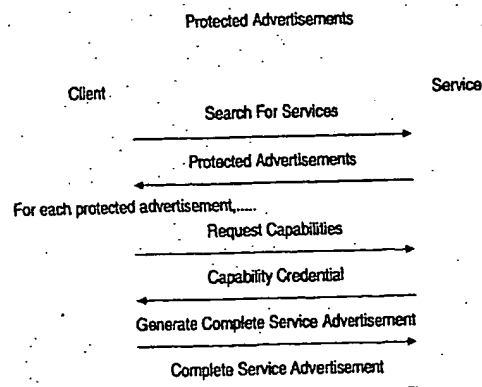 Protected Advertisements
Client
Service
Search For Services
Protected Advertisements
For each protected advertisement,.....
Request Capabilities
Capability Credential
Generate Complete Service Advertisement
Complete Service Advertisement